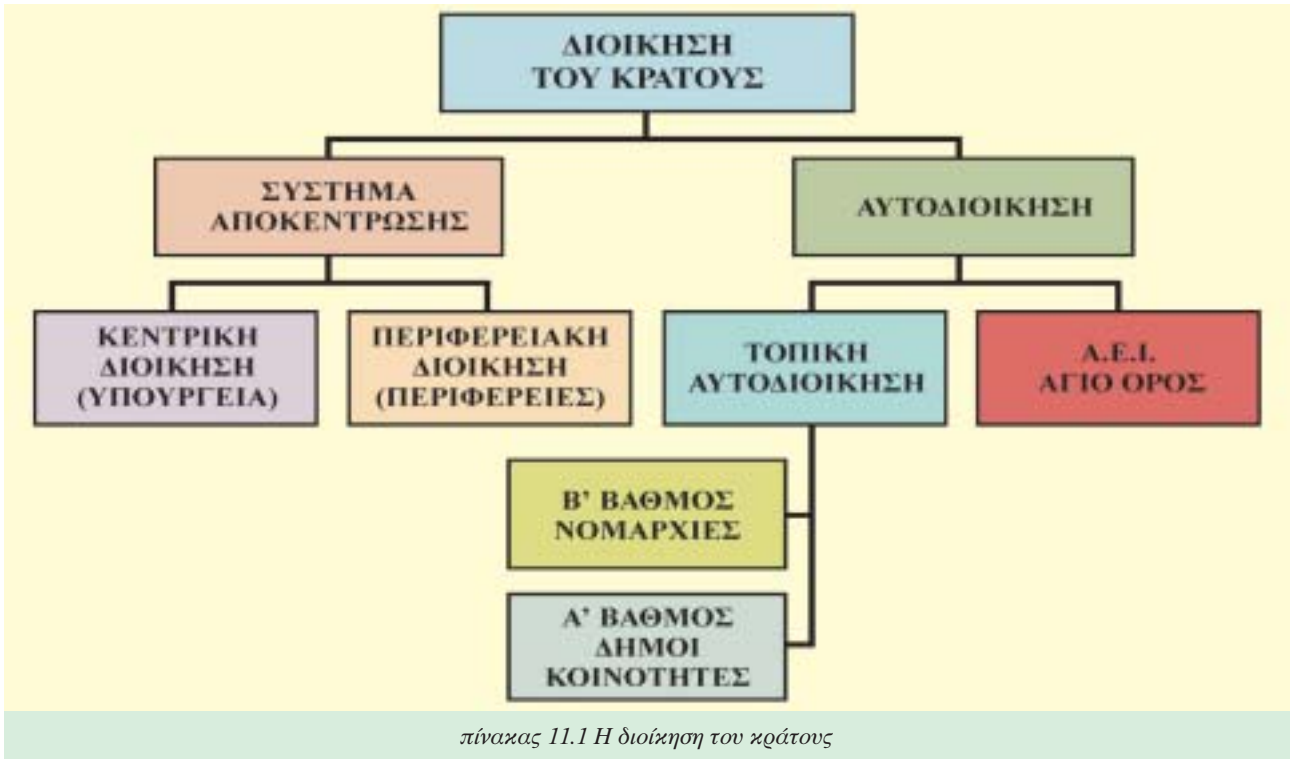 ΔΙΟΙΚΗΣΗ
ΤΟΥ ΚΡΑΤΟΥΣ
ΣΥΣΤΗΜΑ
ΑΠΟΚΕΝΤΡΩΣΗΣ
ΑΥΤΟΔΙΟΙΚΗΣΗ
ΚΕΝΤΡΙΚΗ
ΔΙΟΙΚΗΣΗ
(ΥΠΟΥΡΓΕΙΑ)
ΠΕΡΙΦΕΡΕΙΑΚΗ
ΔΙΟΙΚΗΣΗ
(ΠΕΡΙΦΕΡΕΙΕΣ)
ΤΟΠΙΚΗ
ΑΥΤΟΔΙΟΙΚΗΣΗ
Α.Ε.Ι.
ΑΓΙΟ ΟΡΟΣ
Β' ΒΑΘΜΟΣ
ΝΟΜΑΡΧΙΕΣ
Α' ΒΑΘΜΟΣ
ΔΗΜΟΙ
ΚΟΙΝΟΤΗΤΕΣ
πίνακας 11.1 Η διοίκηση του κράτους